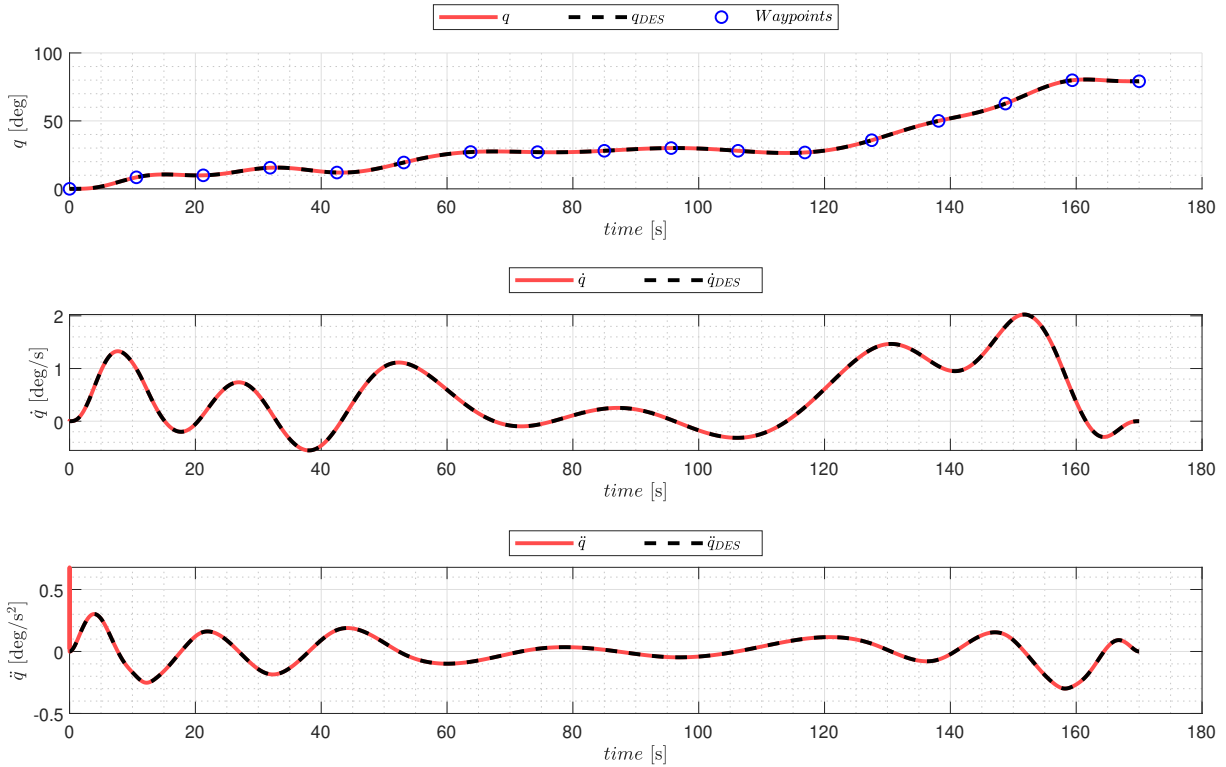 q q_DES Waypoints
100
50
0
q [deg]
0 20 40 60 80 100 120 140 160 180
time [s]
q̇ q̇_DES
2
1
0
q̇ [deg/s]
0 20 40 60 80 100 120 140 160 180
time [s]
q̈ q̈_DES
0.5
0
-0.5
q̈ [deg/s²]
0 20 40 60 80 100 120 140 160 180
time [s]